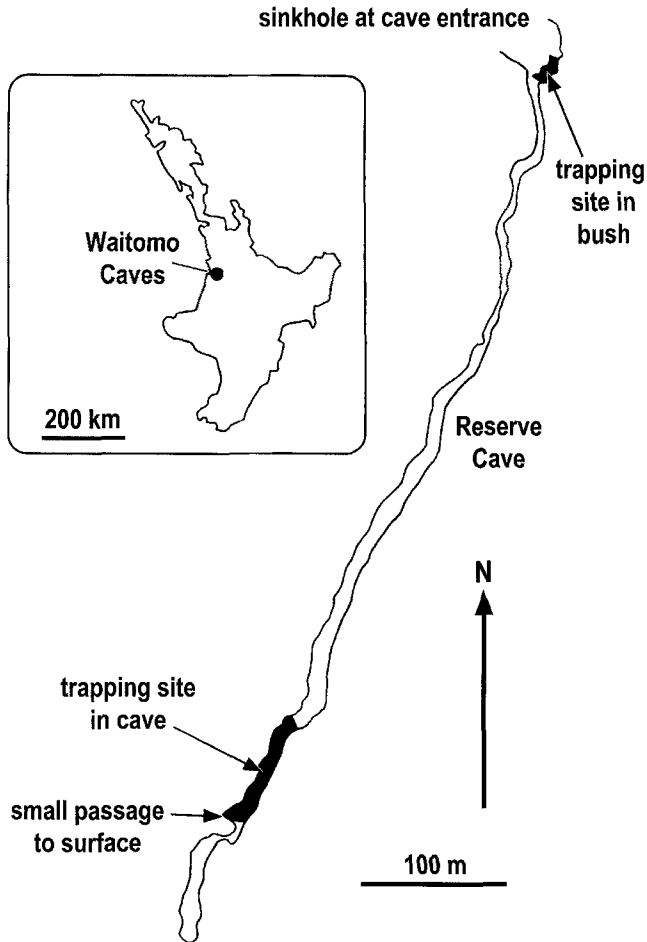 sinkhole at cave entrance
trapping
site in
bush
Waitomo
Caves
200 km
Reserve
Cave
N
trapping site
in cave
small passage
to surface
100 m